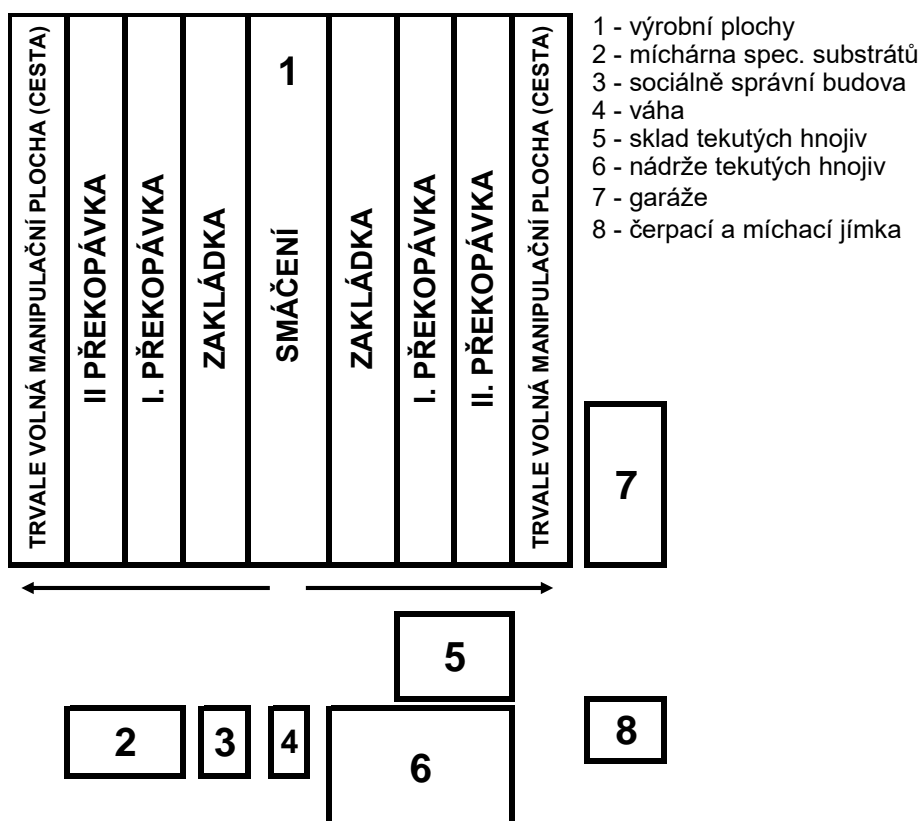 TRVALE VOLNÁ MANIPULAČNÍ PLOCHA (CESTA)
II PŘEKOPÁVKA
I. PŘEKOPÁVKA
ZAKLÁDKA
1
SMÁČENÍ
ZAKLÁDKA
I. PŘEKOPÁVKA
II. PŘEKOPÁVKA
TRVALE VOLNÁ MANIPULAČNÍ PLOCHA (CESTA)
1 - výrobní plochy
2 - míchárna spec. substrátů
3 - sociálně správní budova
4 - váha
5 - sklad tekutých hnojiv
6 - nádrže tekutých hnojiv
7 - garáže
8 - čerpací a míchací jímka
7
5
2
3
4
6
8